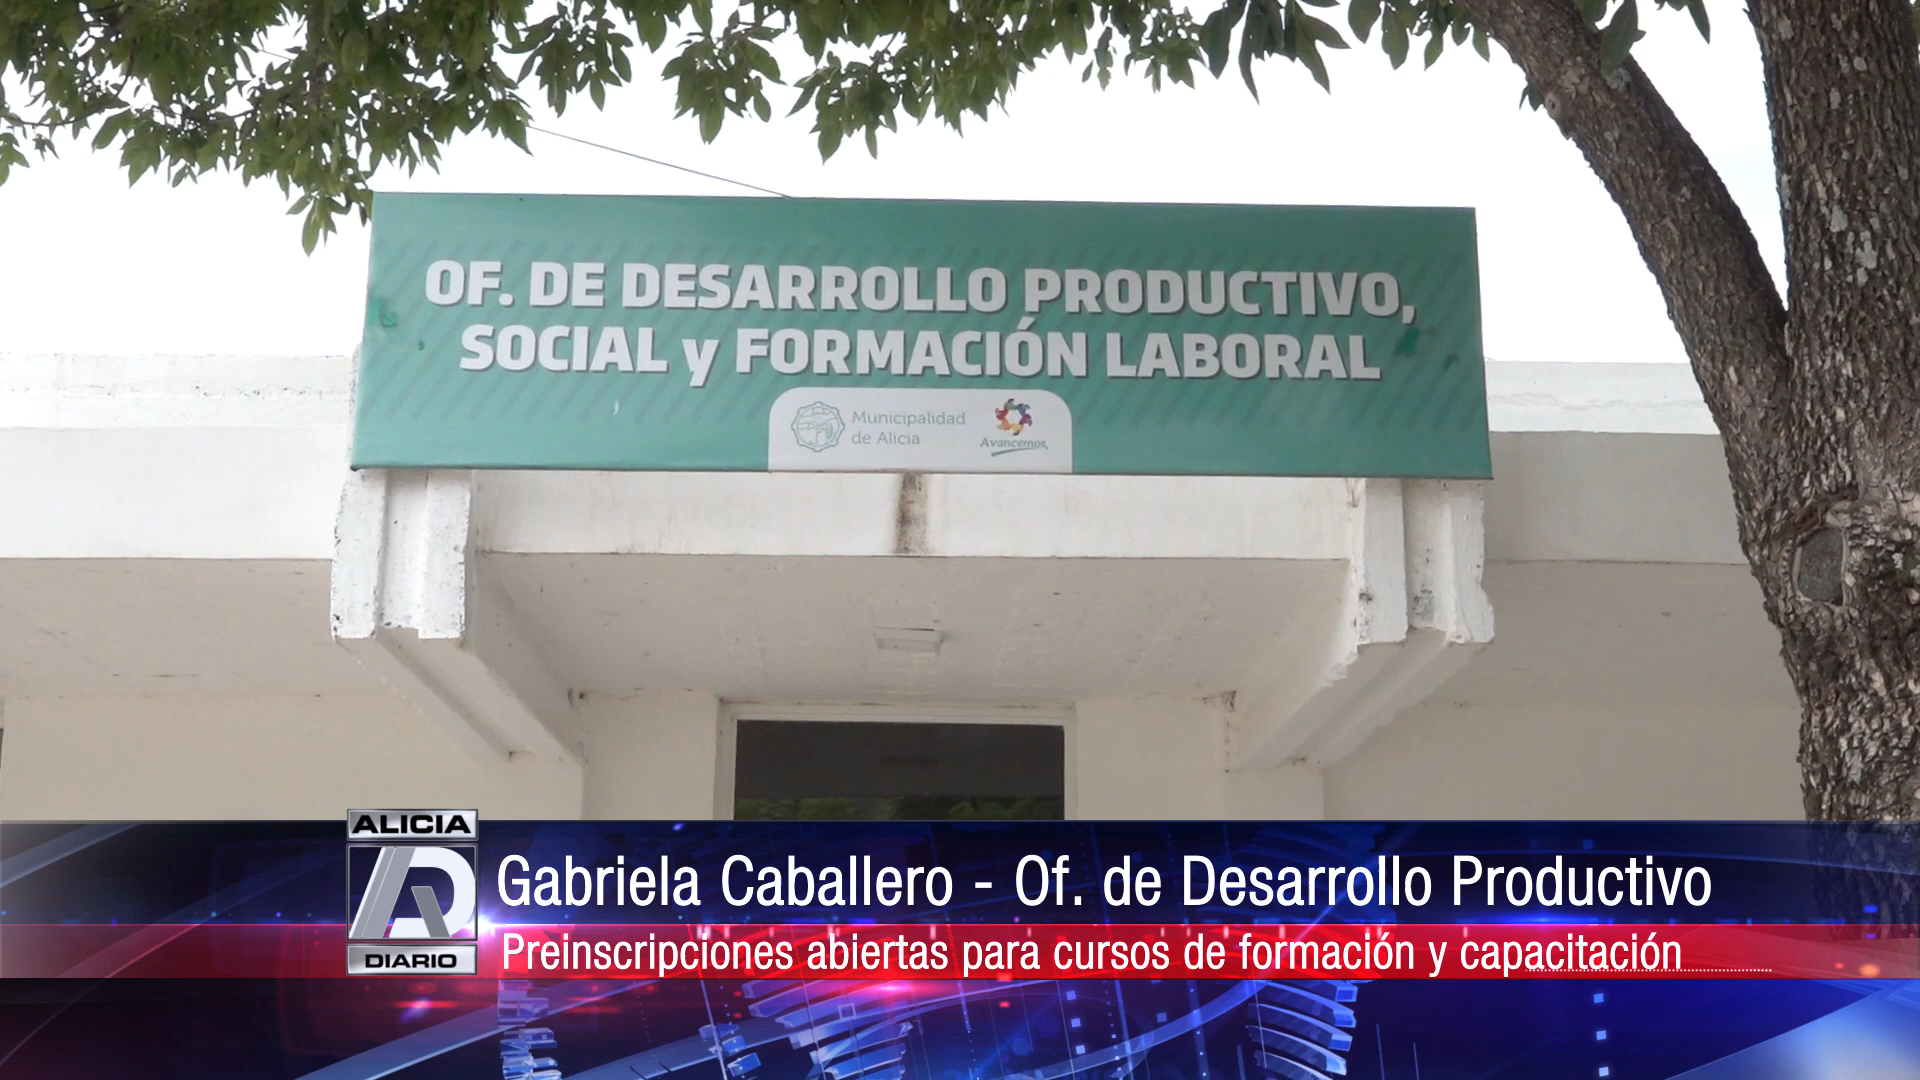 OF. DE DESARROLLO PRODUCTIVO,
SOCIAL y FORMACIÓN LABORAL
Municipalidad
de Alicia
Avancemos
ALICIA
AD
DIARIO
Gabriela Caballero - Of. de Desarrollo Productivo
Preinscripciones abiertas para cursos de formación y capacitación